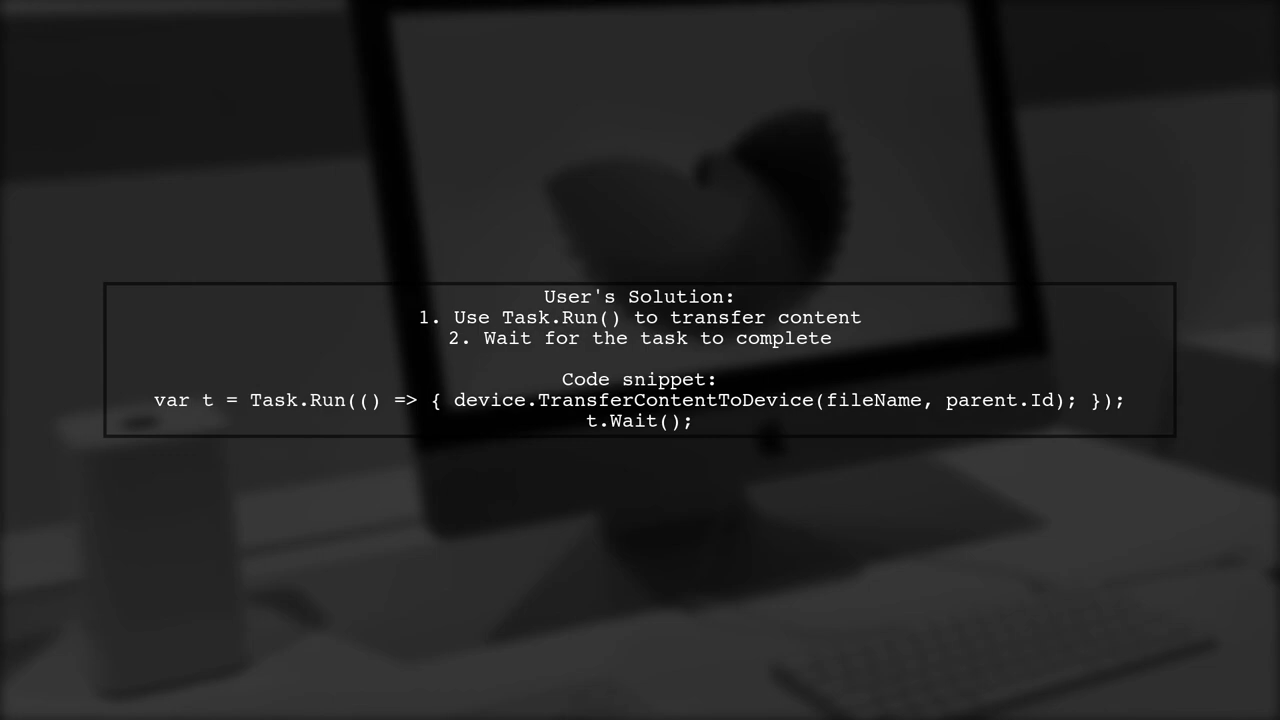 User's Solution:
1. Use Task.Run() to transfer content
2. Wait for the task to complete
Code snippet:
var t = Task.Run(() => { device.TransferContentToDevice(fileName, parent.Id); });
t.Wait();